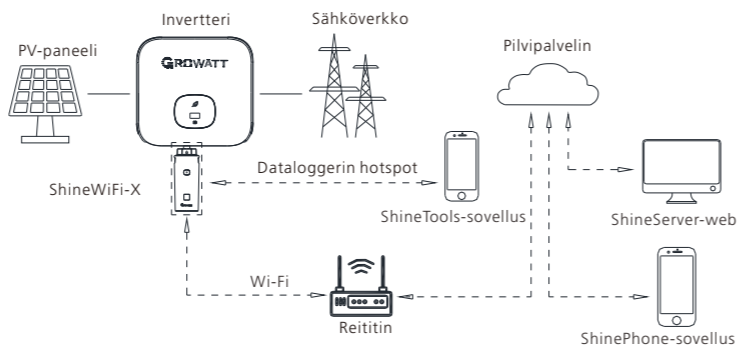 Invertteri
Sähköverkko
PV-paneeli
Pilvipalvelin
GROWATT
Dataloggerin hotspot
ShineWiFi-X
ShineTools-sovellus
ShineServer-web
Wi-Fi
Reititin
ShinePhone-sovellus